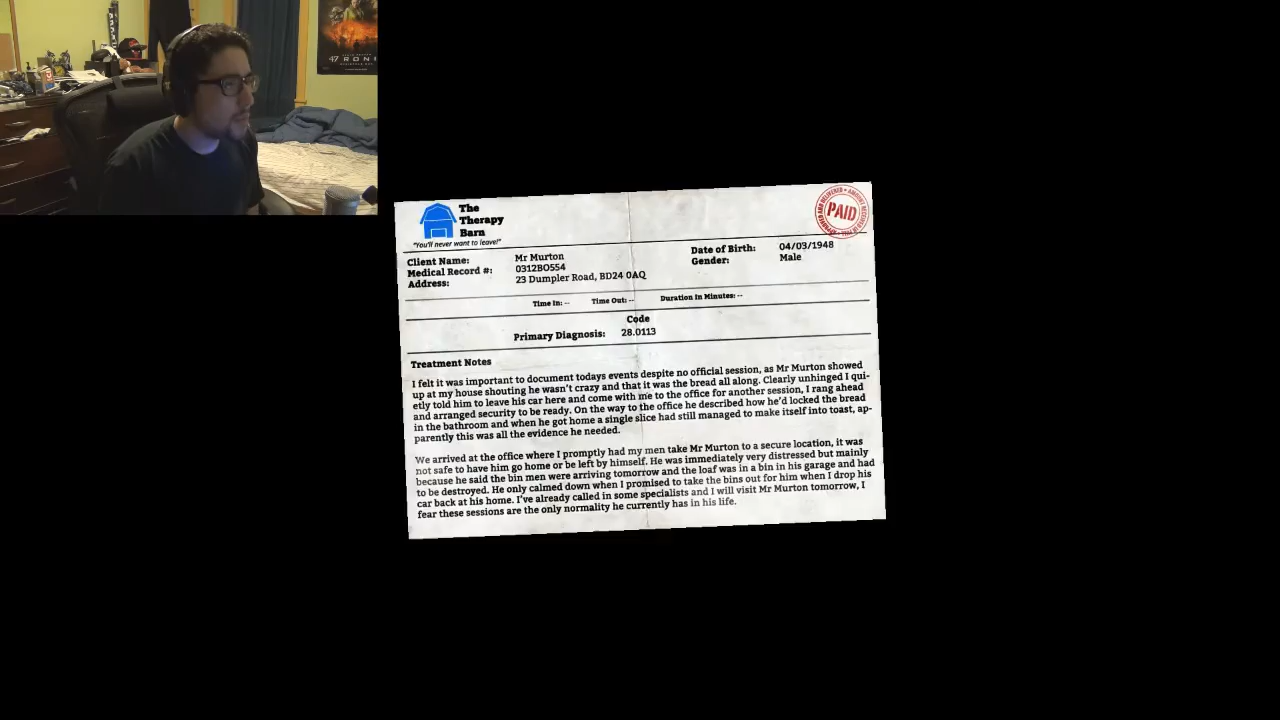 47 RONIN
The
Therapy
Barn
"You'll never want to leave!"
PAID
Client Name: Mr Murton
Medical Record #: 0312BO554
Address: 23 Dumpler Road, BD24 0AQ
Date of Birth: 04/03/1948
Gender: Male
Time In: -- Time Out: -- Duration In Minutes: --
Code
Primary Diagnosis: 28.0113
Treatment Notes
I felt it was important to document todays events despite no official session, as Mr Murton showed
up at my house shouting he wasn't crazy and that it was the bread all along. Clearly unhinged I qui-
etly told him to leave his car here and come with me to the office for another session, I rang ahead
and arranged security to be ready. On the way to the office he described how he'd locked the bread
in the bathroom and when he got home a single slice had still managed to make itself into toast, ap-
parently this was all the evidence he needed.
We arrived at the office where I promptly had my men take Mr Murton to a secure location, it was
not safe to have him go home or be left by himself. He was immediately very distressed but mainly
because he said the bin men were arriving tomorrow and the loaf was in a bin in his garage and had
to be destroyed. He only calmed down when I promised to take the bins out for him when I drop his
car back at his home. I've already called in some specialists and I will visit Mr Murton tomorrow, I
fear these sessions are the only normality he currently has in his life.